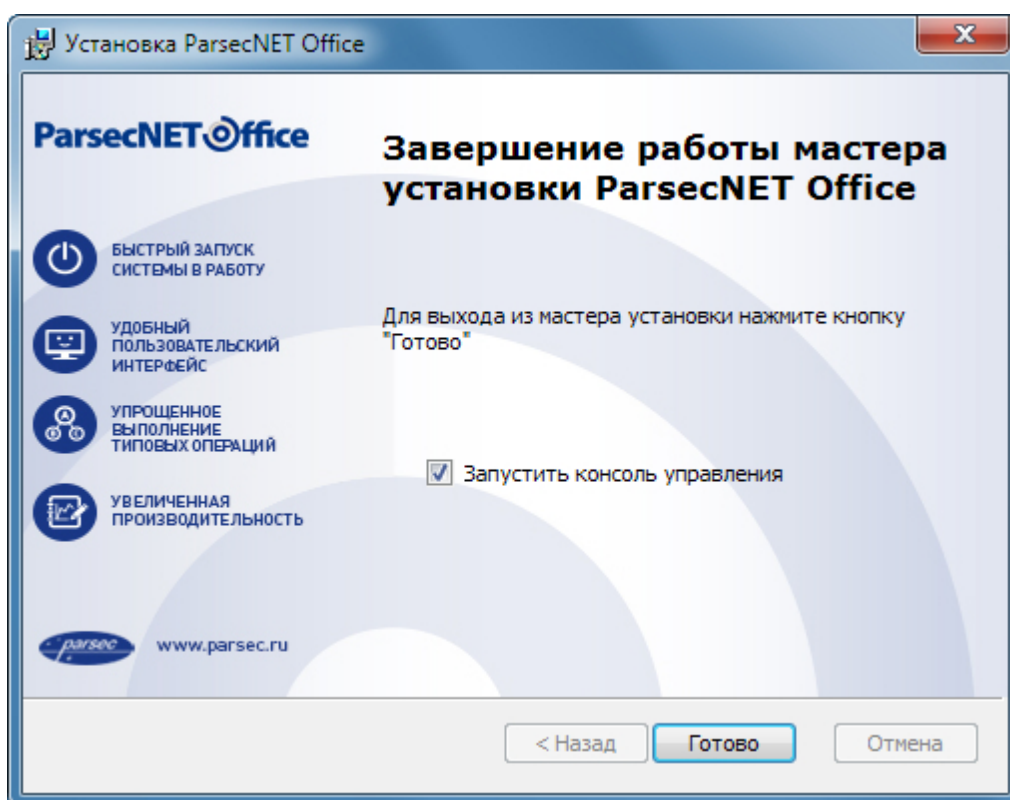 Установка ParsecNET Office
ParsecNET Office
Завершение работы мастера
установки ParsecNET Office
БЫСТРЫЙ ЗАПУСК
СИСТЕМЫ В РАБОТУ
УДОБНЫЙ
ПОЛЬЗОВАТЕЛЬСКИЙ
ИНТЕРФЕЙС
УПРОЩЕННОЕ
ВЫПОЛНЕНИЕ
ТИПОВЫХ ОПЕРАЦИЙ
УВЕЛИЧЕННАЯ
ПРОИЗВОДИТЕЛЬНОСТЬ
parsec www.parsec.ru
Для выхода из мастера установки нажмите кнопку
"Готово"
Запустить консоль управления
< Назад Готово Отмена